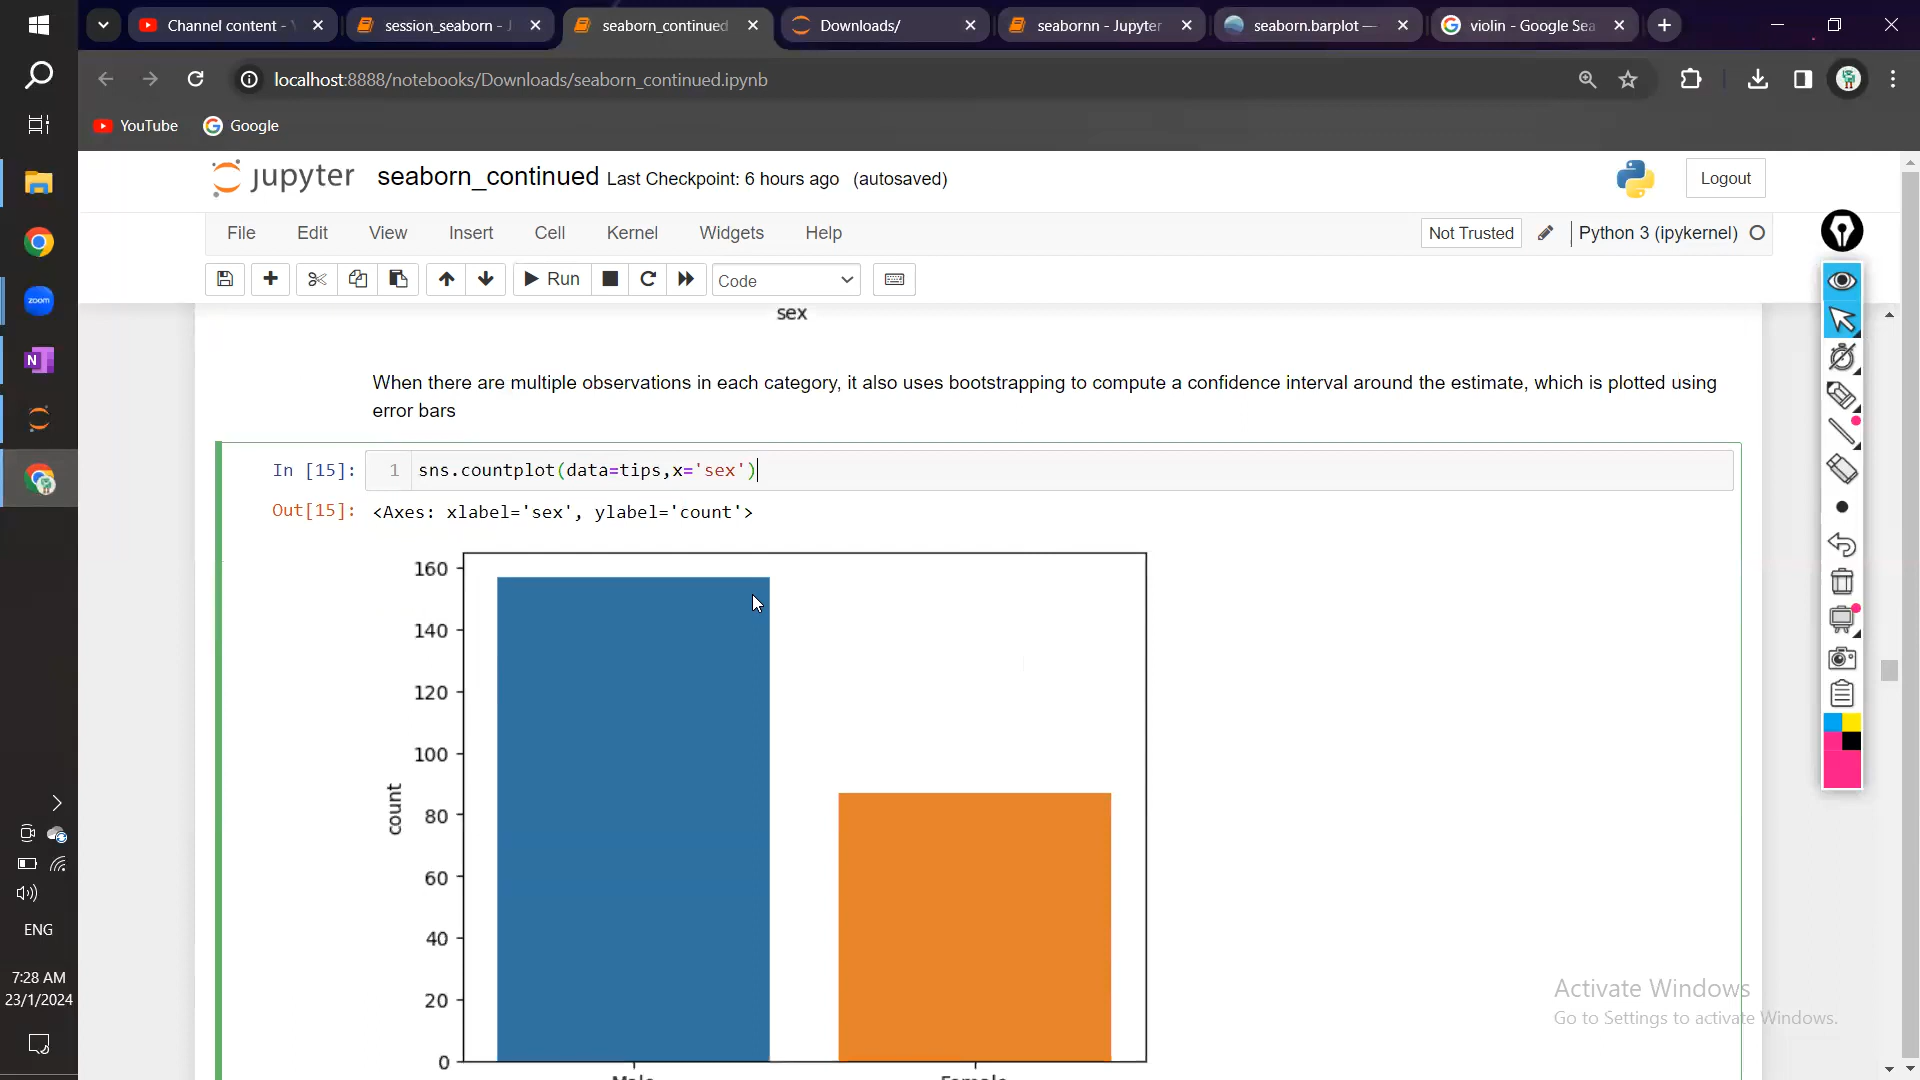 Channel content -
session_seaborn - J
seaborn_continued
Downloads/
seabornn - Jupyter
seaborn.barplot —
violin - Google Sea
localhost:8888/notebooks/Downloads/seaborn_continued.ipynb
YouTube
Google
jupyter seaborn_continued Last Checkpoint: 6 hours ago (autosaved)
Logout
File Edit View Insert Cell Kernel Widgets Help
Not Trusted
Python 3 (ipykernel)
Run
Code
zoom
N
sex
When there are multiple observations in each category, it also uses bootstrapping to compute a confidence interval around the estimate, which is plotted using
error bars
In [15]: 1 sns.countplot(data=tips,x='sex')
Out[15]: <Axes: xlabel='sex', ylabel='count'>
160
140
120
100
80
60
40
20
0
count
Male Female
ENG
7:28 AM
23/1/2024
Activate Windows
Go to Settings to activate Windows.